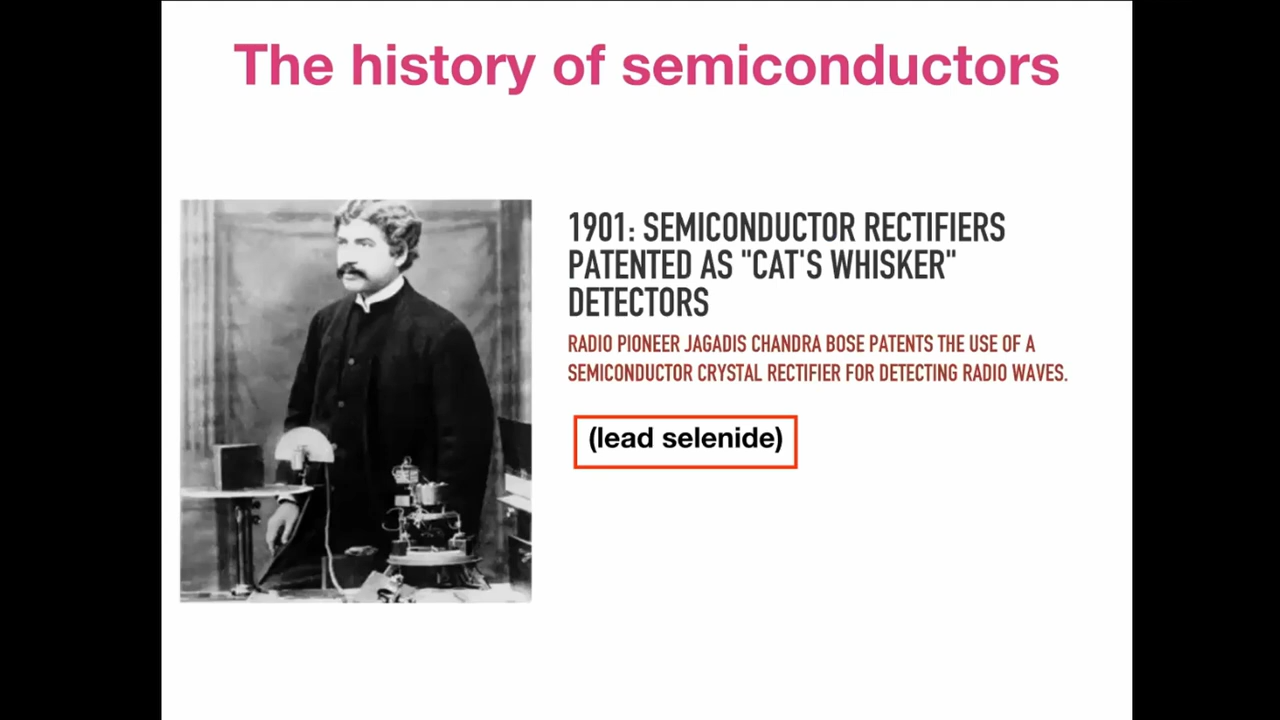 The history of semiconductors
1901: SEMICONDUCTOR RECTIFIERS
PATENTED AS "CAT'S WHISKER"
DETECTORS
RADIO PIONEER JAGADIS CHANDRA BOSE PATENTS THE USE OF A
SEMICONDUCTOR CRYSTAL RECTIFIER FOR DETECTING RADIO WAVES.
(lead selenide)